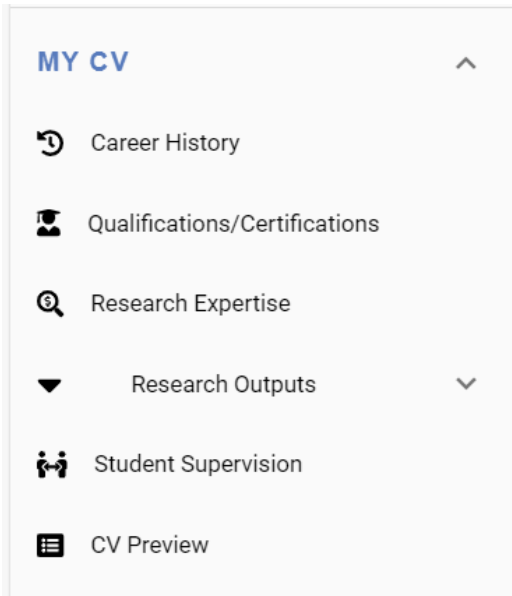 MY CV
Career History
Qualifications/Certifications
Research Expertise
Research Outputs
Student Supervision
CV Preview